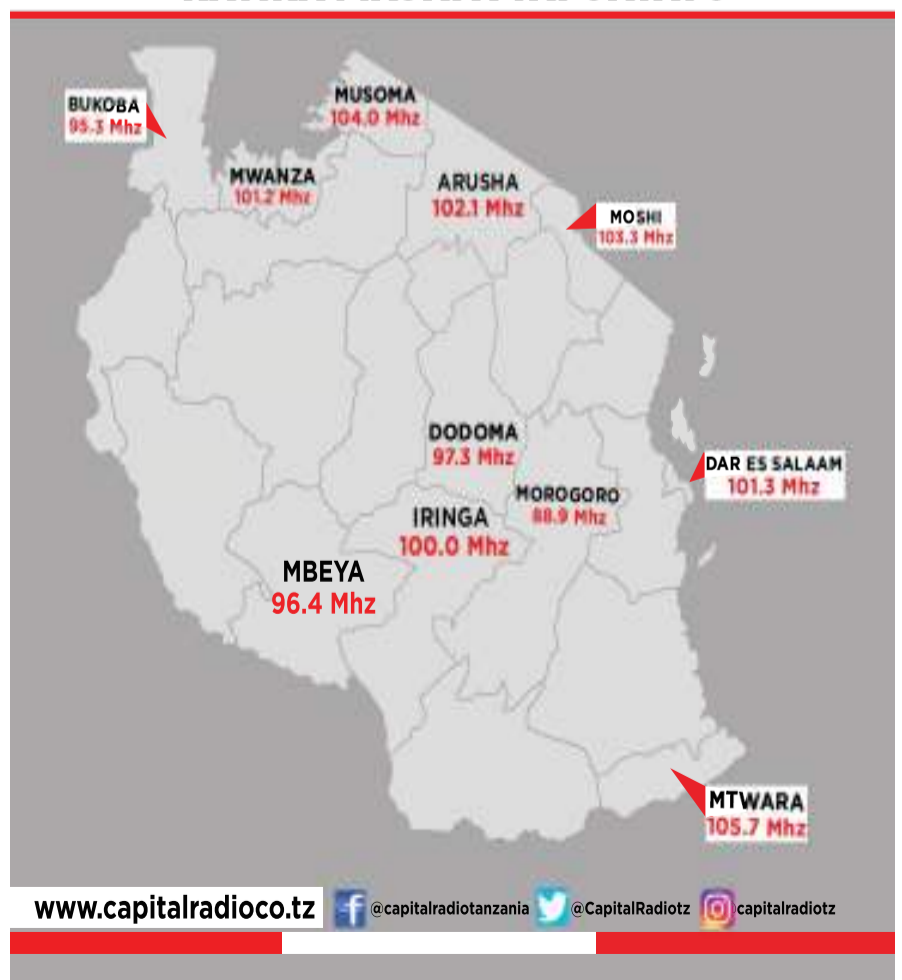 BUKOBA
95.3 Mhz
MUSOMA
104.0 Mhz
MWANZA
101.2 Mhz
ARUSHA
102.1 Mhz
MOSHI
103.3 Mhz
DODOMA
97.3 Mhz
DAR ES SALAAM
101.3 Mhz
MOROGORO
88.9 Mhz
IRINGA
100.0 Mhz
MBEYA
96.4 Mhz
MTWARA
105.7 Mhz
www.capitalradioco.tz
@capitalradiotanzania
@CapitalRadiotz
capitalradiotz